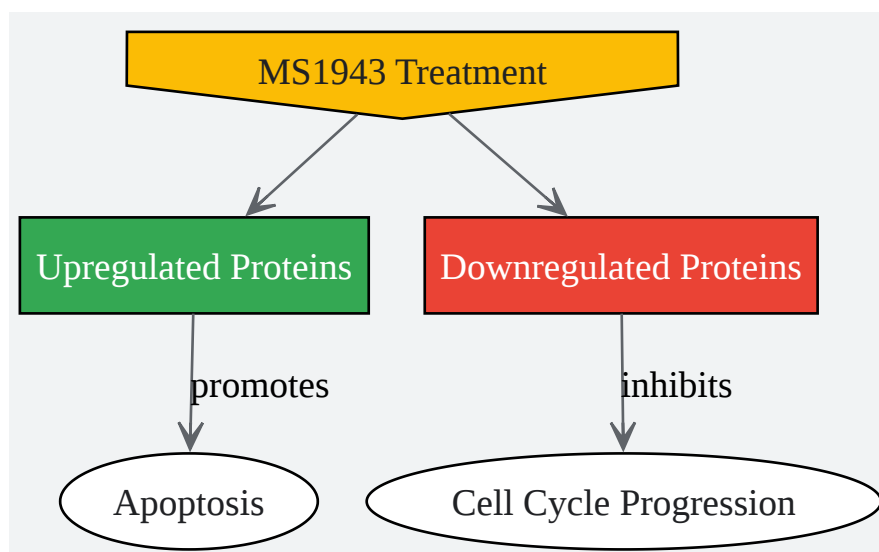 MS1943 Treatment
Upregulated Proteins
Downregulated Proteins
promotes
inhibits
Apoptosis
Cell Cycle Progression